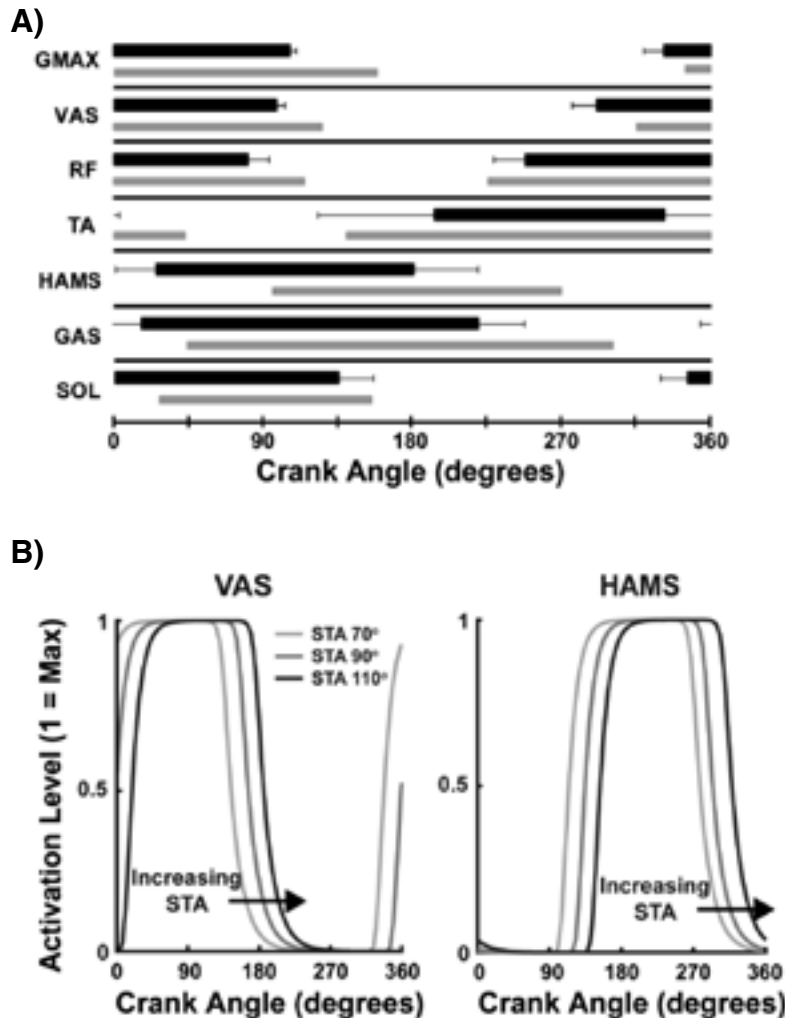 A)
GMAX
VAS
RF
TA
HAMS
GAS
SOL
0 90 180 270 360
Crank Angle (degrees)
B)
VAS HAMS
Activation Level (1 = Max)
1 1
STA 70°
STA 90°
STA 110°
0.5 0.5
Increasing
STA
Increasing
STA
0 0
0 90 180 270 360 0 90 180 270 360
Crank Angle (degrees) Crank Angle (degrees)